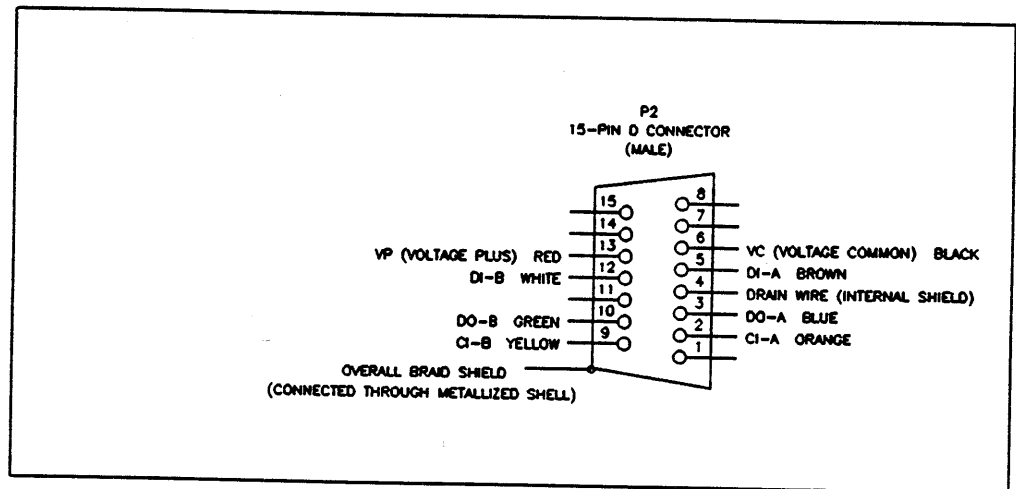 P2
15-PIN D CONNECTOR
(MALE)
15
14
13
12
11
10
9
8
7
6
5
4
3
2
1
VP (VOLTAGE PLUS) RED
DI-B WHITE
DO-B GREEN
CI-B YELLOW
OVERALL BRAID SHIELD
(CONNECTED THROUGH METALLIZED SHELL)
VC (VOLTAGE COMMON) BLACK
DI-A BROWN
DRAIN WIRE (INTERNAL SHIELD)
DO-A BLUE
CI-A ORANGE